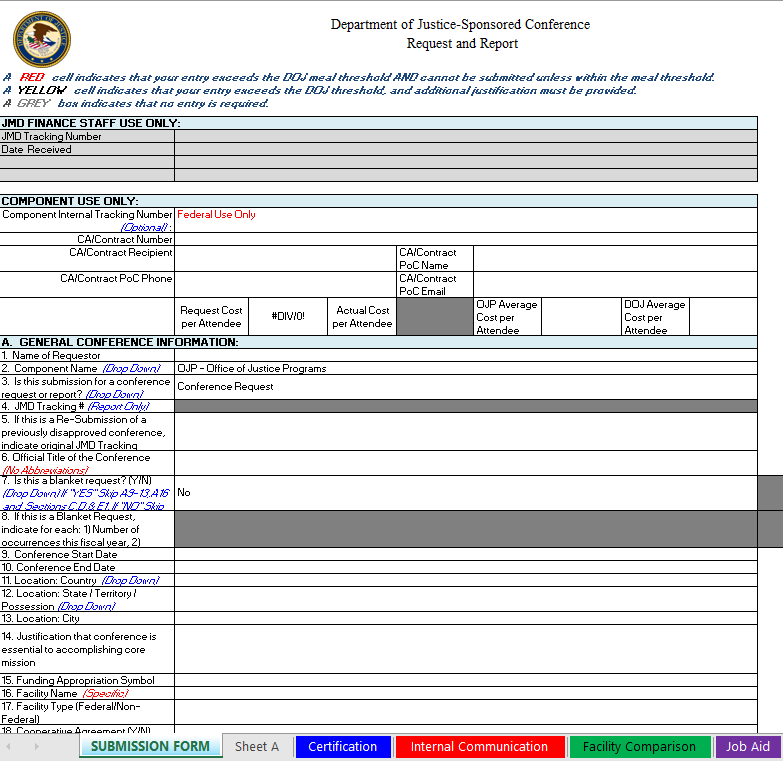 Department of Justice-Sponsored Conference
Request and Report
A RED cell indicates that your entry exceeds the DOJ meal threshold AND cannot be submitted unless within the meal threshold.
A YELLOW cell indicates that your entry exceeds the DOJ threshold, and additional justification must be provided.
A GREY box indicates that no entry is required.
JMD FINANCE STAFF USE ONLY:
JMD Tracking Number
Date Received
COMPONENT USE ONLY:
Component Internal Tracking Number Federal Use Only
(Optional) :
CA/Contract Number
CA/Contract Recipient CA/Contract
PoC Name
CA/Contract PoC Phone CA/Contract
PoC Email
Request Cost
per Attendee
#DIV/0!
Actual Cost
per Attendee
OJP Average
Cost per
Attendee
DOJ Average
Cost per
Attendee
A. GENERAL CONFERENCE INFORMATION:
1. Name of Requestor
2. Component Name (Drop Down) OJP - Office of Justice Programs
3. Is this submission for a conference
request or report? (Drop Down) Conference Request
4. JMD Tracking # (Report Only)
5. If this is a Re-Submission of a
previously disapproved conference,
indicate original JMD Tracking
6. Official Title of the Conference
(No Abbreviations)
7. Is this a blanket request? (Y/N)
(Drop Down) If "YES" Skip A9-13, A16 No
and Sections C,D,& E1. If "NO" Skip
8. If this is a Blanket Request,
indicate for each: 1) Number of
occurrences this fiscal year, 2)
9. Conference Start Date
10. Conference End Date
11. Location: Country (Drop Down)
12. Location: State / Territory /
Possession (Drop Down)
13. Location: City
14. Justification that conference is
essential to accomplishing core
mission
15. Funding Appropriation Symbol
16. Facility Name (Specific)
17. Facility Type (Federal/Non-
Federal)
18. Cooperative Agreement (Y/N)
SUBMISSION FORM Sheet A Certification Internal Communication Facility Comparison Job Aid